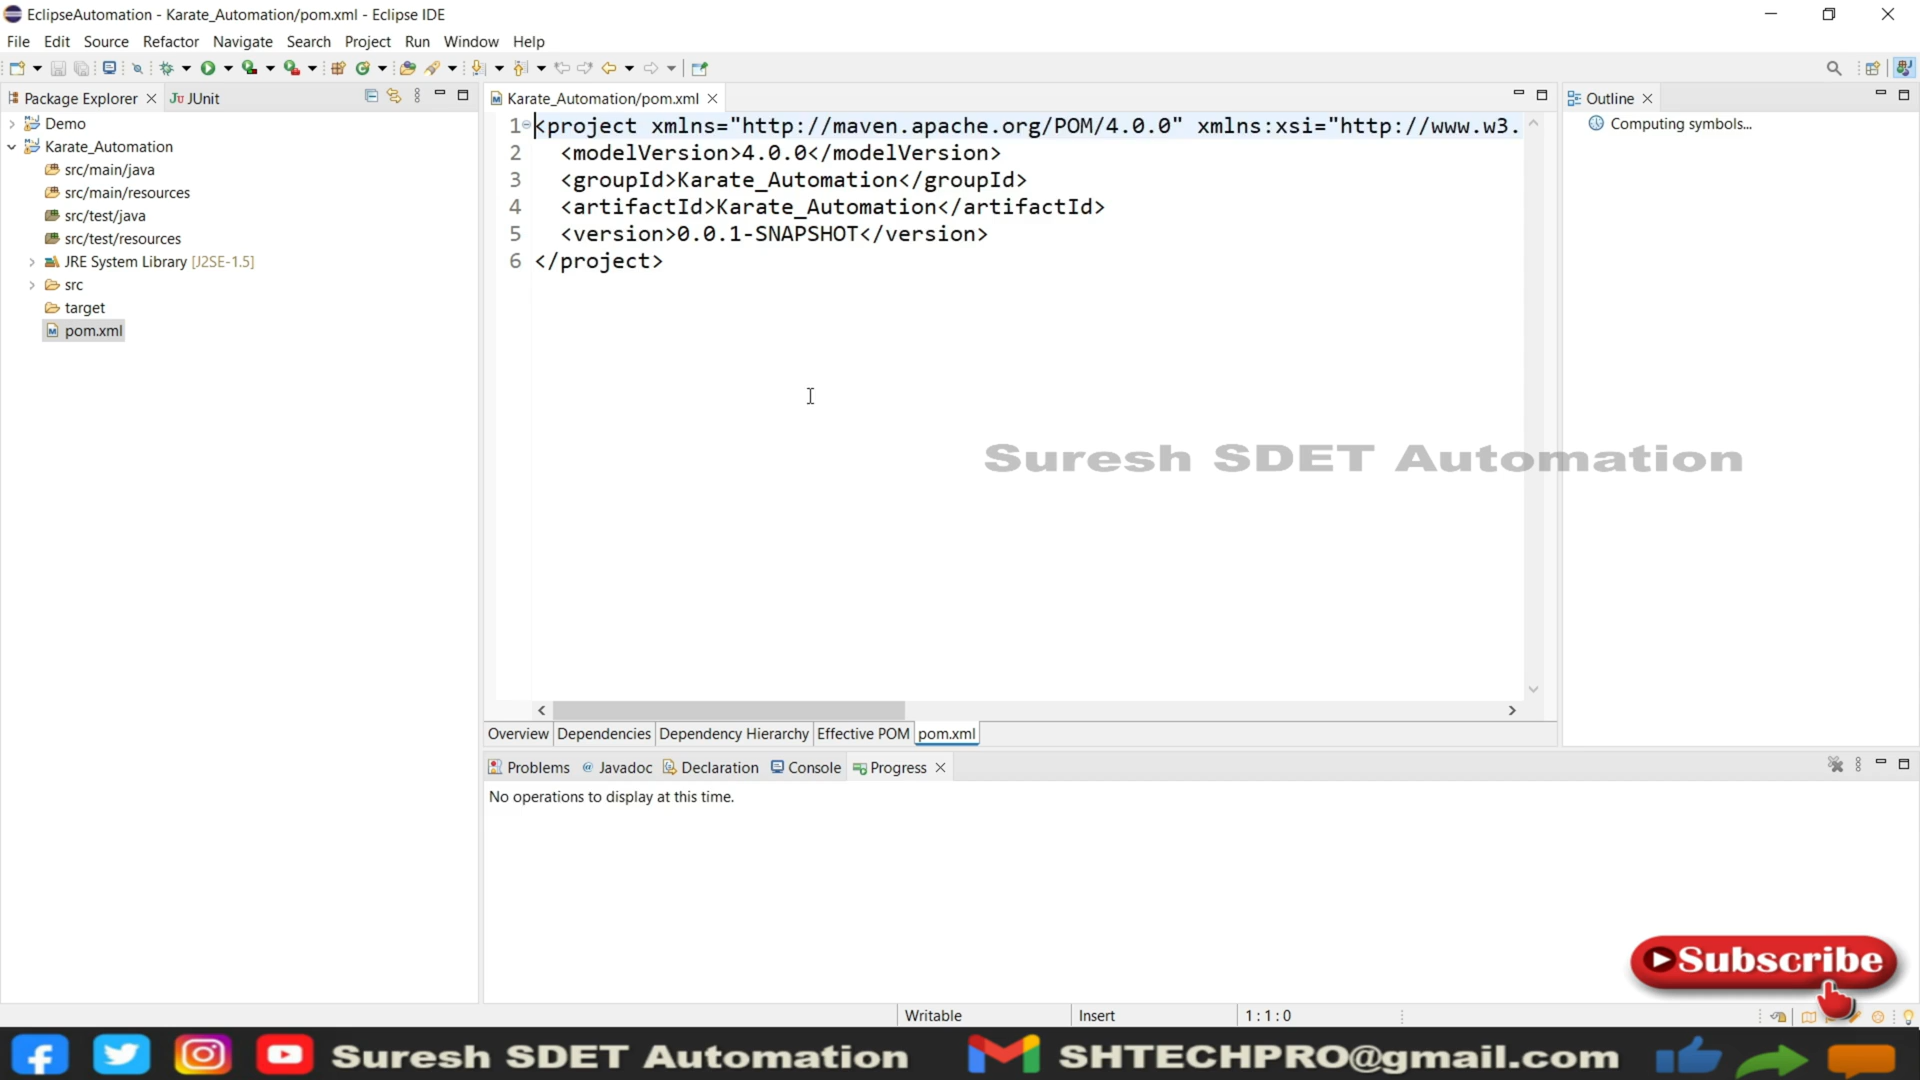 EclipseAutomation - Karate_Automation/pom.xml - Eclipse IDE
File Edit Source Refactor Navigate Search Project Run Window Help
Package Explorer JUnit
Karate_Automation/pom.xml
Outline
Demo
Karate_Automation
src/main/java
src/main/resources
src/test/java
src/test/resources
JRE System Library [J2SE-1.5]
src
target
pom.xml
1 <project xmlns="http://maven.apache.org/POM/4.0.0" xmlns:xsi="http://www.w3.
2 <modelVersion>4.0.0</modelVersion>
3 <groupId>Karate_Automation</groupId>
4 <artifactId>Karate_Automation</artifactId>
5 <version>0.0.1-SNAPSHOT</version>
6 </project>
Computing symbols...
Suresh SDET Automation
Overview Dependencies Dependency Hierarchy Effective POM pom.xml
Problems @ Javadoc Declaration Console Progress
No operations to display at this time.
Subscribe
Writable Insert 1:1:0
Suresh SDET Automation SHTECHPRO@gmail.com